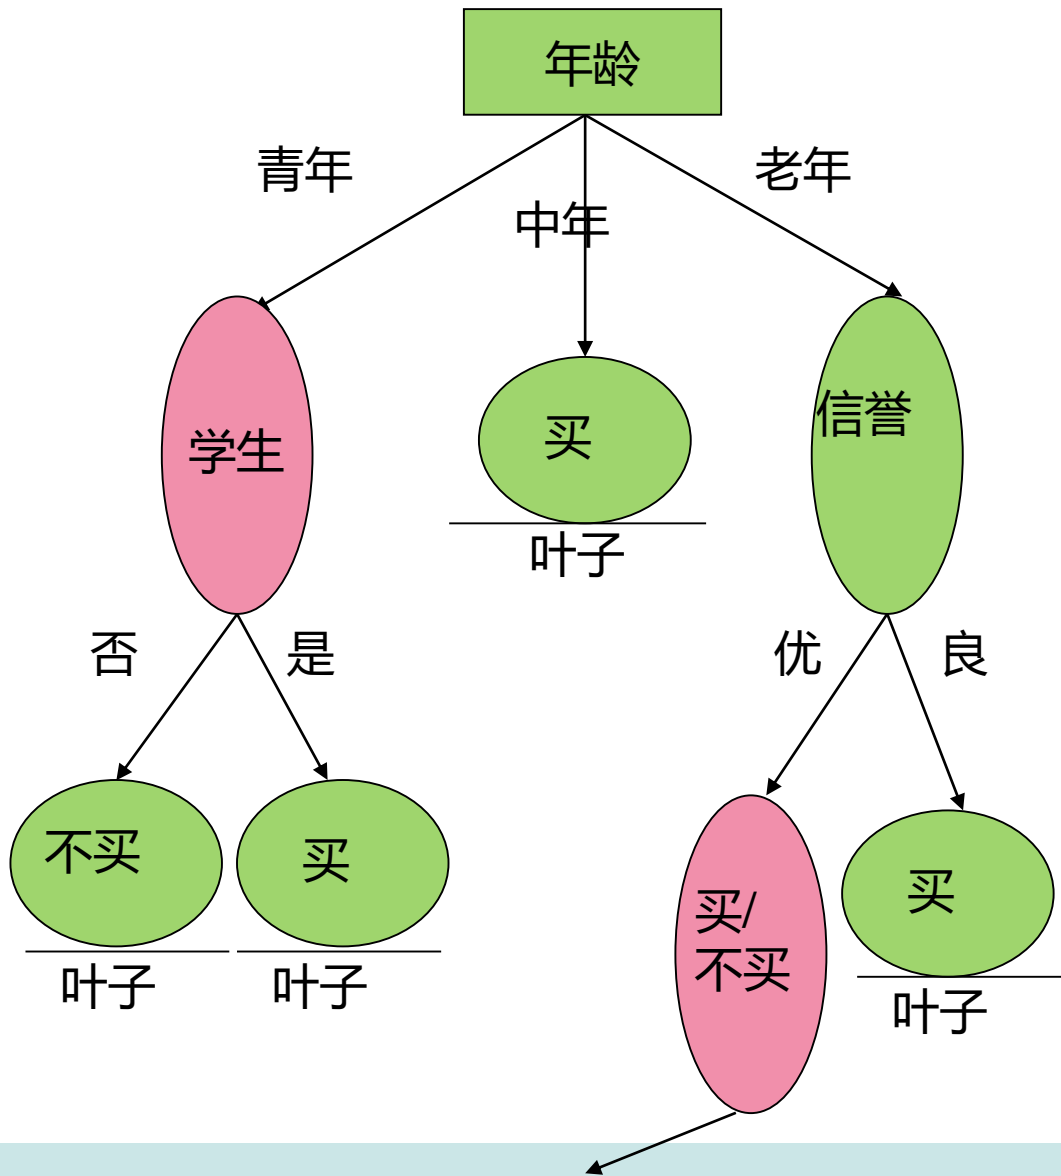 年龄
青年
中年
老年
学生
买
信誉
叶子
否
是
优
良
不买
买
买/
不买
买
叶子
叶子
叶子